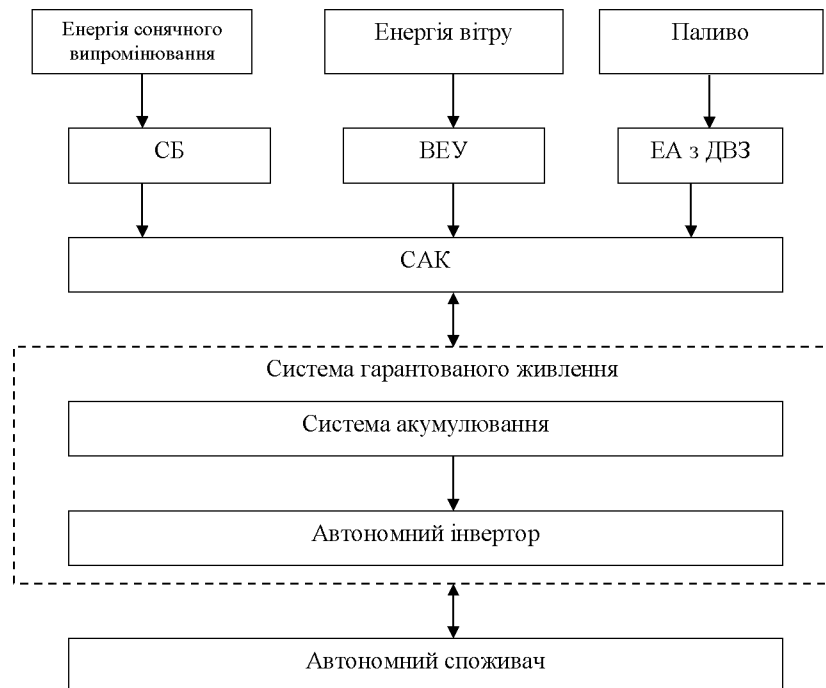 Енергія сонячного
випромінювання
Енергія вітру
Паливо
СБ
ВЕУ
ЕА з ДВЗ
САК
Система гарантованого живлення
Система акумулювання
Автономний інвертор
Автономний споживач